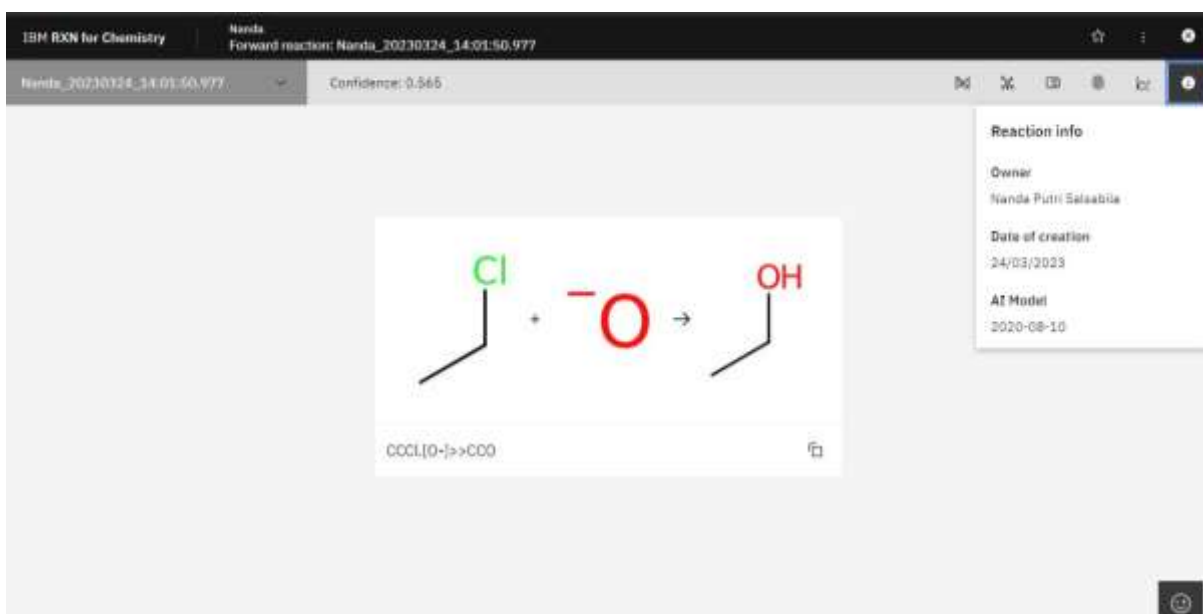 IBM RXN for Chemistry
Nanda
Forward reaction: Nanda_20230324_14:01:50.977
Nanda_20230324_14:01:50.977
Confidence: 0.565
Reaction info
Owner
Nanda Putri Salsabila
Date of creation
24/03/2023
AI Model
2020-08-10
Cl
+
−O
→
OH
CCCl.[O-]>>CCO